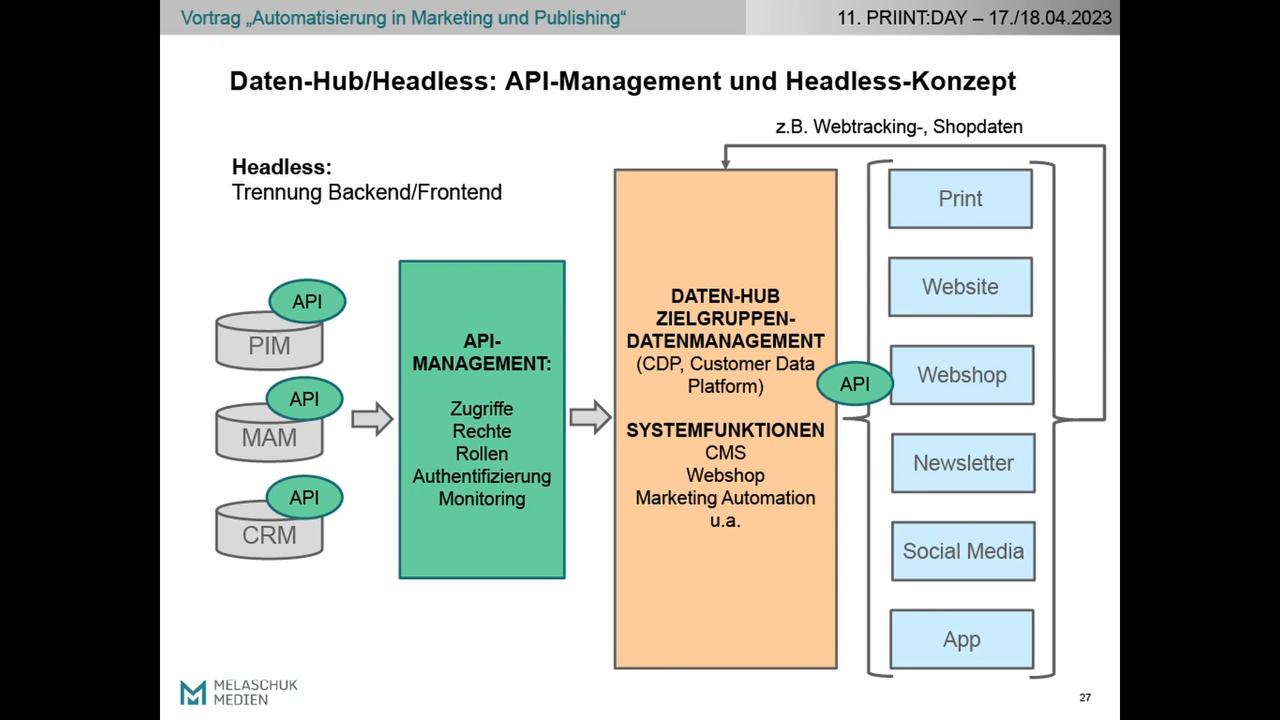 Vortrag „Automatisierung in Marketing und Publishing“
11. PRIINT:DAY – 17./18.04.2023
Daten-Hub/Headless: API-Management und Headless-Konzept
z.B. Webtracking-, Shopdaten
Headless:
Trennung Backend/Frontend
API
PIM
API
MAM
API
CRM
API-
MANAGEMENT:
Zugriffe
Rechte
Rollen
Authentifizierung
Monitoring
DATEN-HUB
ZIELGRUPPEN-
DATENMANAGEMENT
(CDP, Customer Data
Platform)
SYSTEMFUNKTIONEN
CMS
Webshop
Marketing Automation
u.a.
API
Print
Website
Webshop
Newsletter
Social Media
App
MELASCHUK
MEDIEN
27